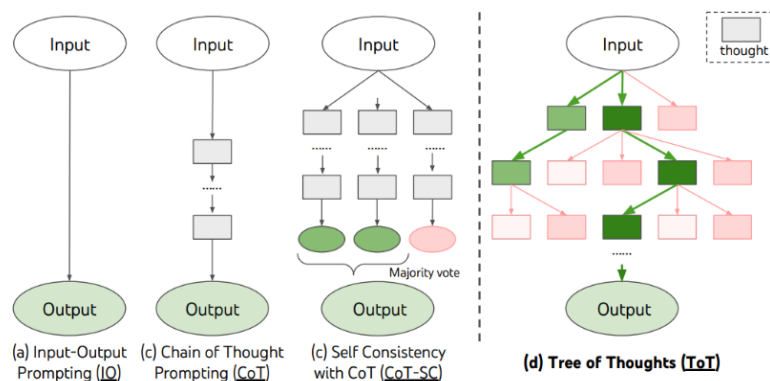 Input
Input
Input
Input
thought
......
......
......
......
Majority vote
......
Output
Output
Output
Output
(a) Input-Output
Prompting (IO)
(c) Chain of Thought
Prompting (CoT)
(c) Self Consistency
with CoT (CoT-SC)
(d) Tree of Thoughts (ToT)